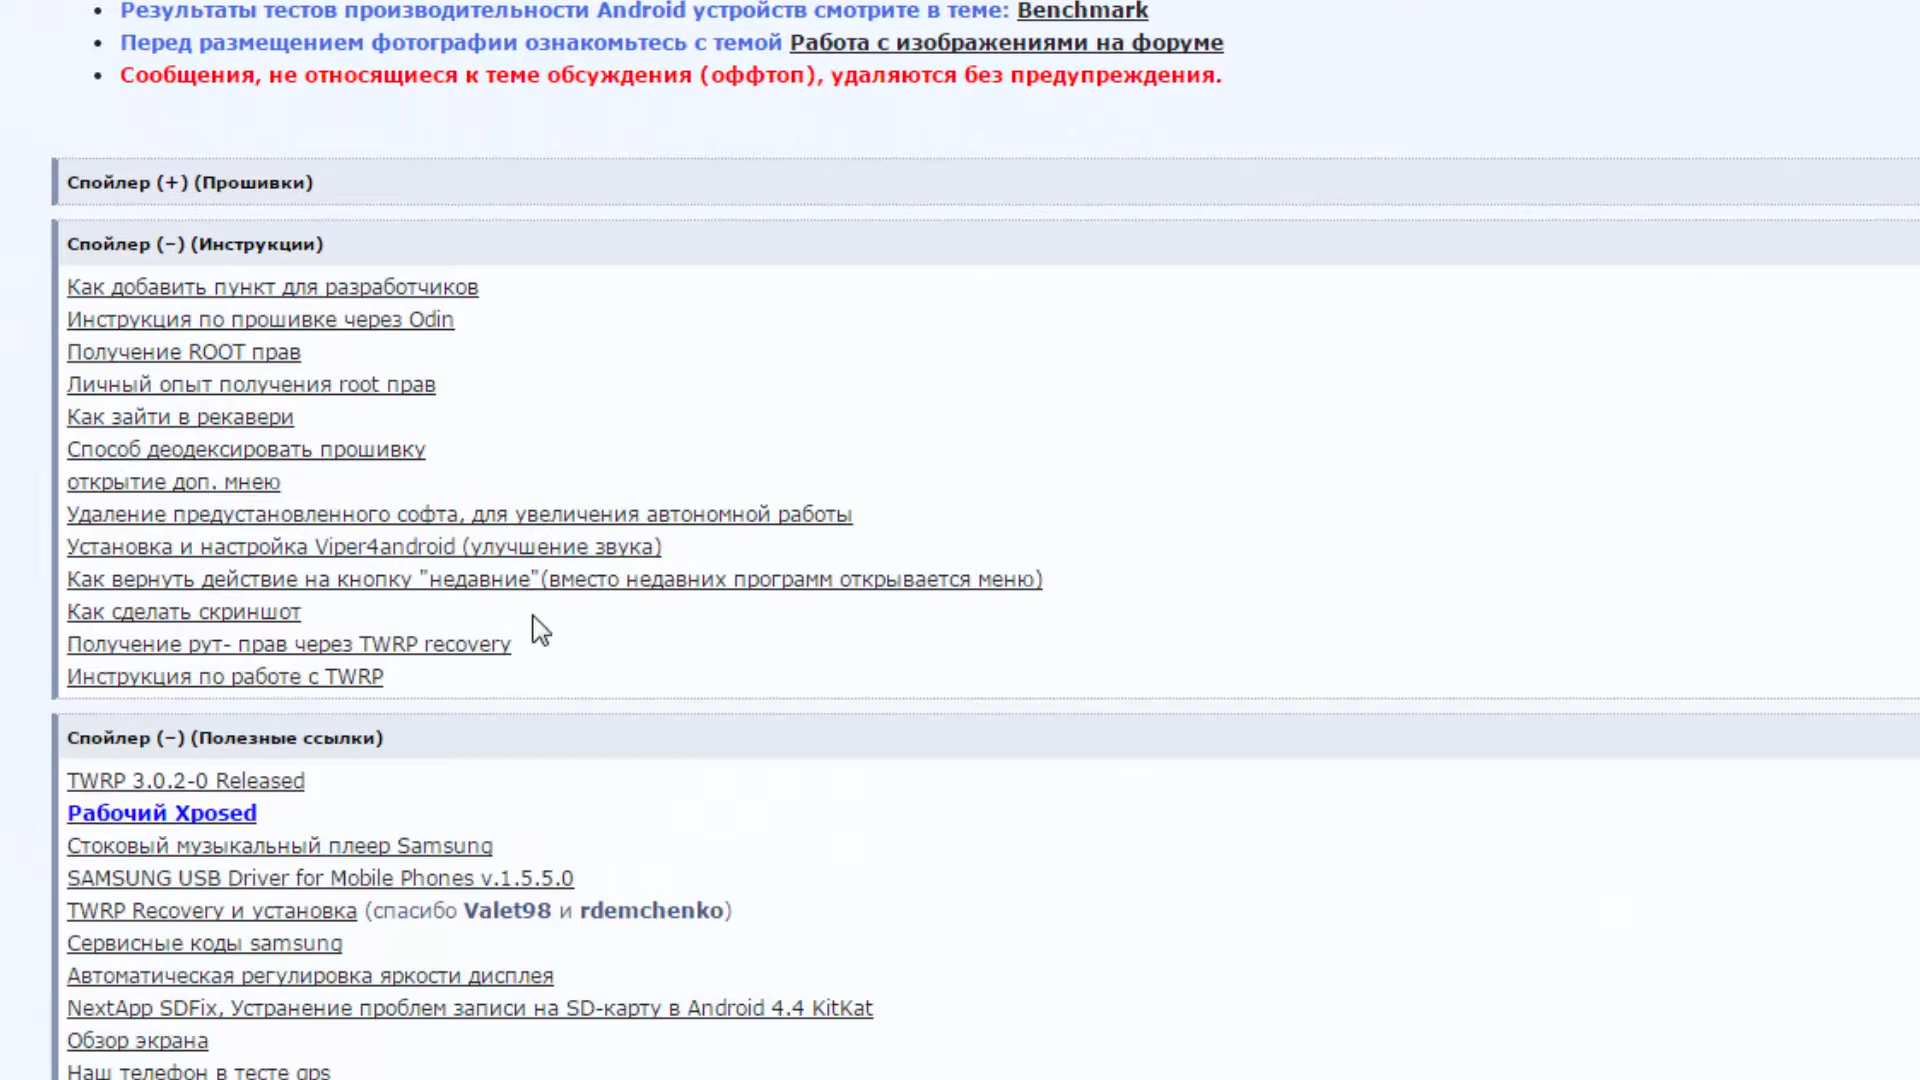 Результаты тестов производительности Android устройств смотрите в теме: Benchmark
Перед размещением фотографии ознакомьтесь с темой Работа с изображениями на форуме
Сообщения, не относящиеся к теме обсуждения (оффтоп), удаляются без предупреждения.
Спойлер (+) (Прошивки)
Спойлер (−) (Инструкции)
Как добавить пункт для разработчиков
Инструкция по прошивке через Odin
Получение ROOT прав
Личный опыт получения root прав
Как зайти в рекавери
Способ деодексировать прошивку
открытие доп. мнею
Удаление предустановленного софта, для увеличения автономной работы
Установка и настройка Viper4android (улучшение звука)
Как вернуть действие на кнопку "недавние"(вместо недавних программ открывается меню)
Как сделать скриншот
Получение рут- прав через TWRP recovery
Инструкция по работе с TWRP
Спойлер (−) (Полезные ссылки)
TWRP 3.0.2-0 Released
Рабочий Xposed
Стоковый музыкальный плеер Samsung
SAMSUNG USB Driver for Mobile Phones v.1.5.5.0
TWRP Recovery и установка (спасибо Valet98 и rdemchenko)
Сервисные коды samsung
Автоматическая регулировка яркости дисплея
NextApp SDFix, Устранение проблем записи на SD-карту в Android 4.4 KitKat
Обзор экрана
Наш телефон в тесте gps